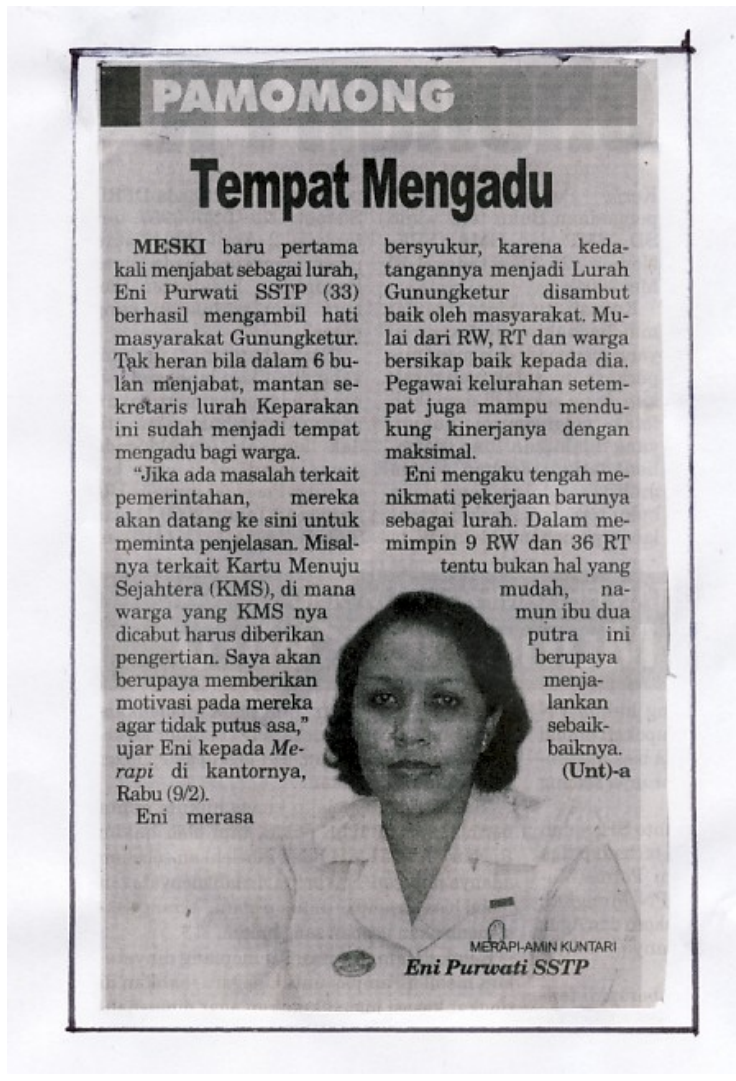 PAMOMONG
Tempat Mengadu
MESKI baru pertama
kali menjabat sebagai lurah,
Eni Purwati SSTP (33)
berhasil mengambil hati
masyarakat Gunungketur.
Tak heran bila dalam 6 bu-
lan menjabat, mantan se-
kretaris lurah Keparakan
ini sudah menjadi tempat
mengadu bagi warga.
"Jika ada masalah terkait
pemerintahan, mereka
akan datang ke sini untuk
meminta penjelasan. Misal-
nya terkait Kartu Menuju
Sejahtera (KMS), di mana
warga yang KMS nya
dicabut harus diberikan
pengertian. Saya akan
berupaya memberikan
motivasi pada mereka
agar tidak putus asa,"
ujar Eni kepada Me-
rapi di kantornya,
Rabu (9/2).
Eni merasa
bersyukur, karena keda-
tangannya menjadi Lurah
Gunungketur disambut
baik oleh masyarakat. Mu-
lai dari RW, RT dan warga
bersikap baik kepada dia.
Pegawai kelurahan setem-
pat juga mampu mendu-
kung kinerjanya dengan
maksimal.
Eni mengaku tengah me-
nikmati pekerjaan barunya
sebagai lurah. Dalam me-
mimpin 9 RW dan 36 RT
tentu bukan hal yang
mudah, na-
mun ibu dua
putra ini
berupaya
menja-
lankan
sebaik-
baiknya.
(Unt)-a
MERAPI-AMIN KUNTARI
Eni Purwati SSTP